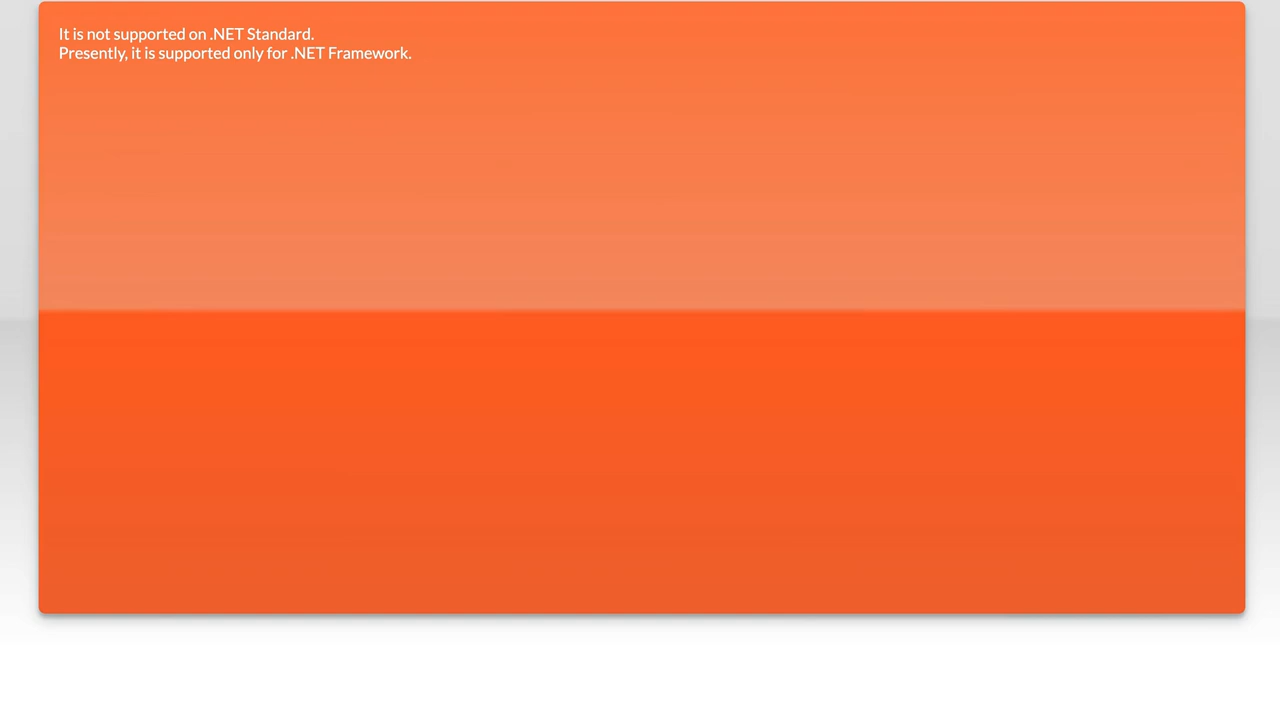 It is not supported on .NET Standard.
Presently, it is supported only for .NET Framework.